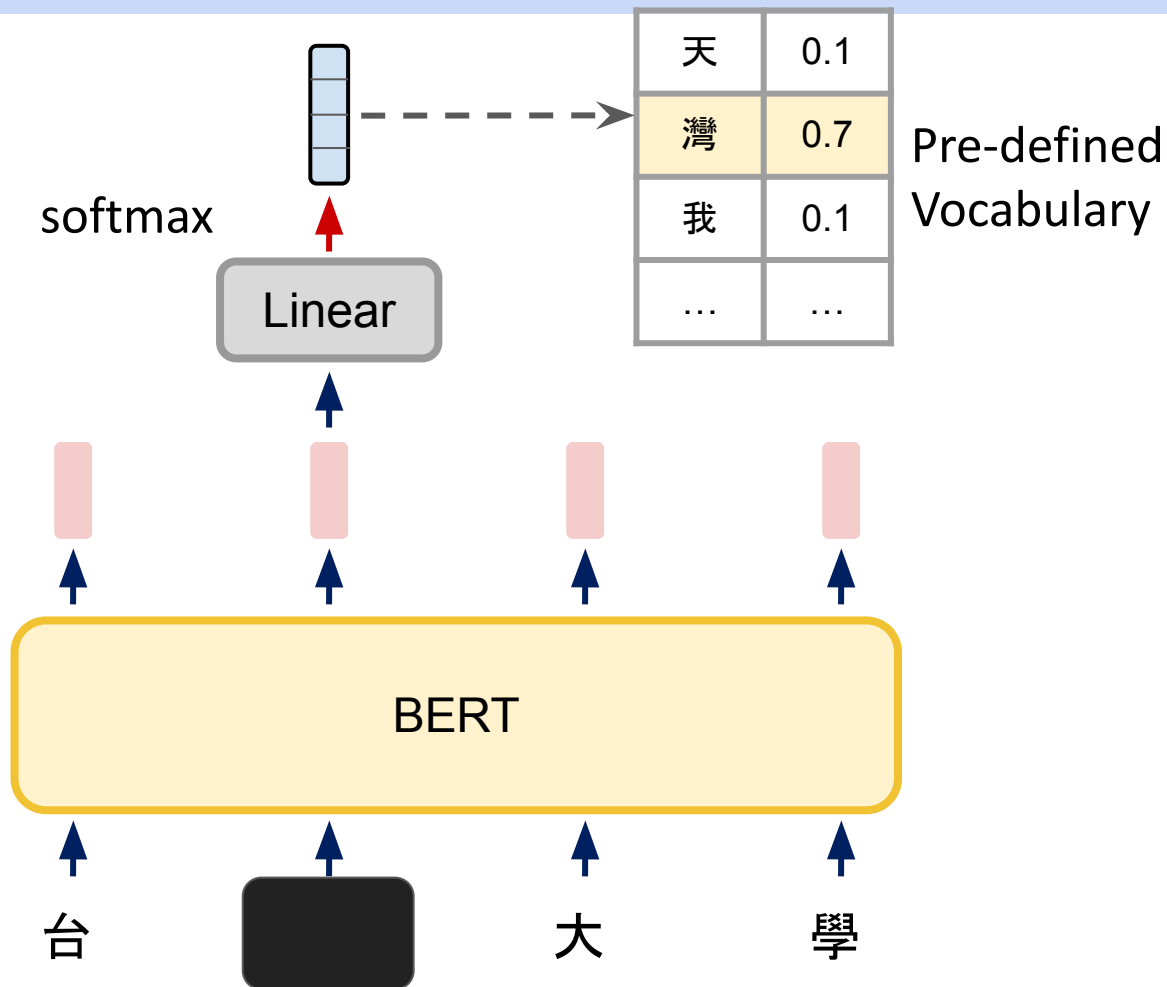 天 0.1
灣 0.7
我 0.1
... ...
Pre-defined
Vocabulary
softmax
Linear
BERT
台 大 學